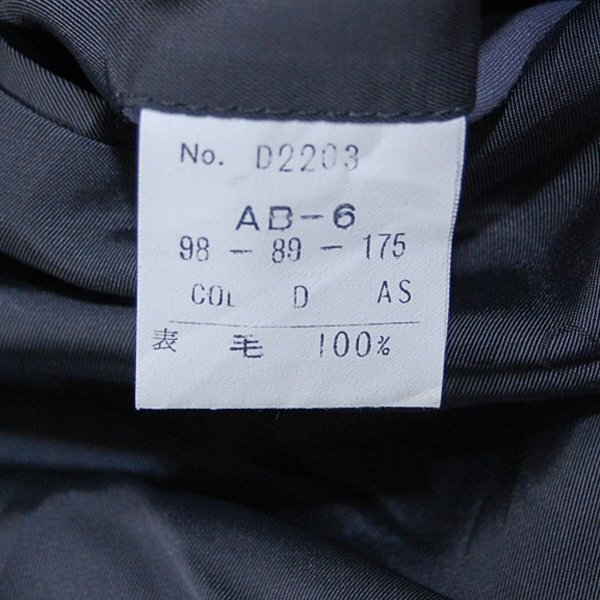 No. D2203
AB-6
98 - 89 - 175
COL D AS
表 毛 100%